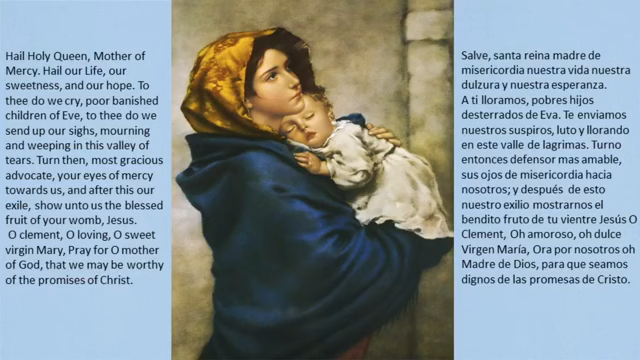 Hail Holy Queen, Mother of
Mercy. Hail our Life, our
sweetness, and our hope. To
thee do we cry, poor banished
children of Eve, to thee do we
send up our sighs, mourning
and weeping in this valley of
tears. Turn then, most gracious
advocate, your eyes of mercy
towards us, and after this our
exile, show unto us the blessed
fruit of your womb, Jesus.
O clement, O loving, O sweet
virgin Mary, Pray for O mother
of God, that we may be worthy
of the promises of Christ.
Salve, santa reina madre de
misericordia nuestra vida nuestra
dulzura y nuestra esperanza.
A ti lloramos, pobres hijos
desterrados de Eva. Te enviamos
nuestros suspiros, luto y llorando
en este valle de lagrimas. Turno
entonces defensor mas amable,
sus ojos de misericordia hacia
nosotros; y después de esto
nuestro exilio mostrarnos el
bendito fruto de tu vientre Jesús O
Clement, Oh amoroso, oh dulce
Virgen María, Ora por nosotros oh
Madre de Dios, para que seamos
dignos de las promesas de Cristo.